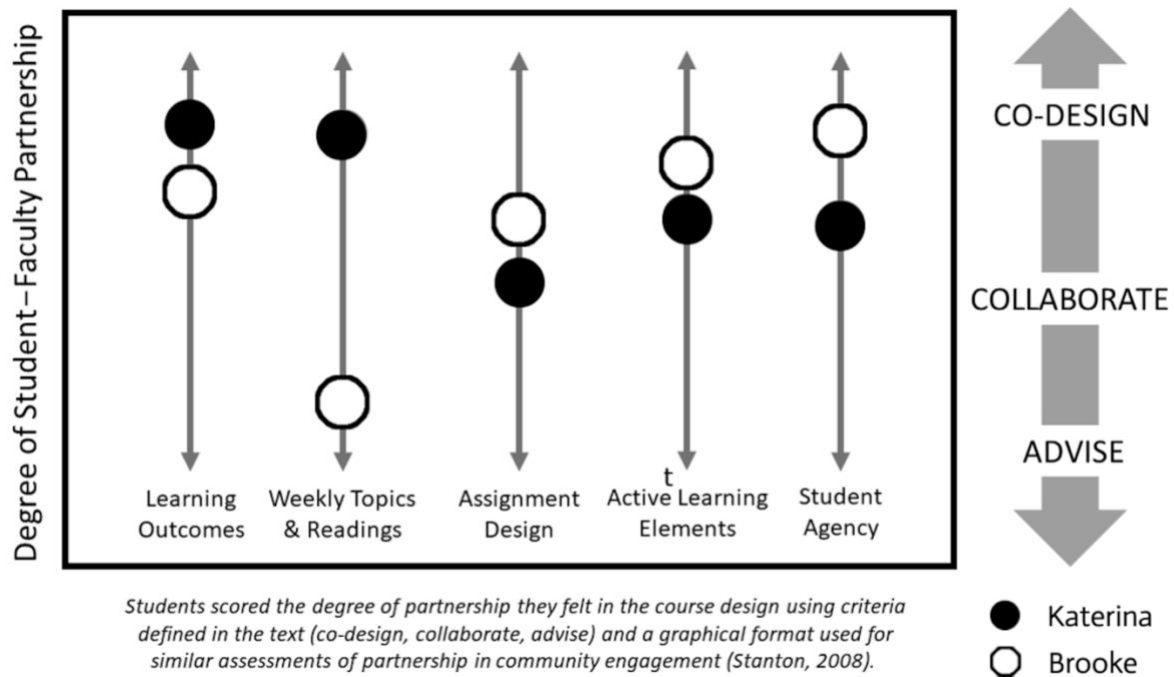 Degree of Student–Faculty Partnership
CO-DESIGN
COLLABORATE
ADVISE
t
Learning
Outcomes
Weekly Topics
& Readings
Assignment
Design
Active Learning
Elements
Student
Agency
Students scored the degree of partnership they felt in the course design using criteria
defined in the text (co-design, collaborate, advise) and a graphical format used for
similar assessments of partnership in community engagement (Stanton, 2008).
Katerina
Brooke